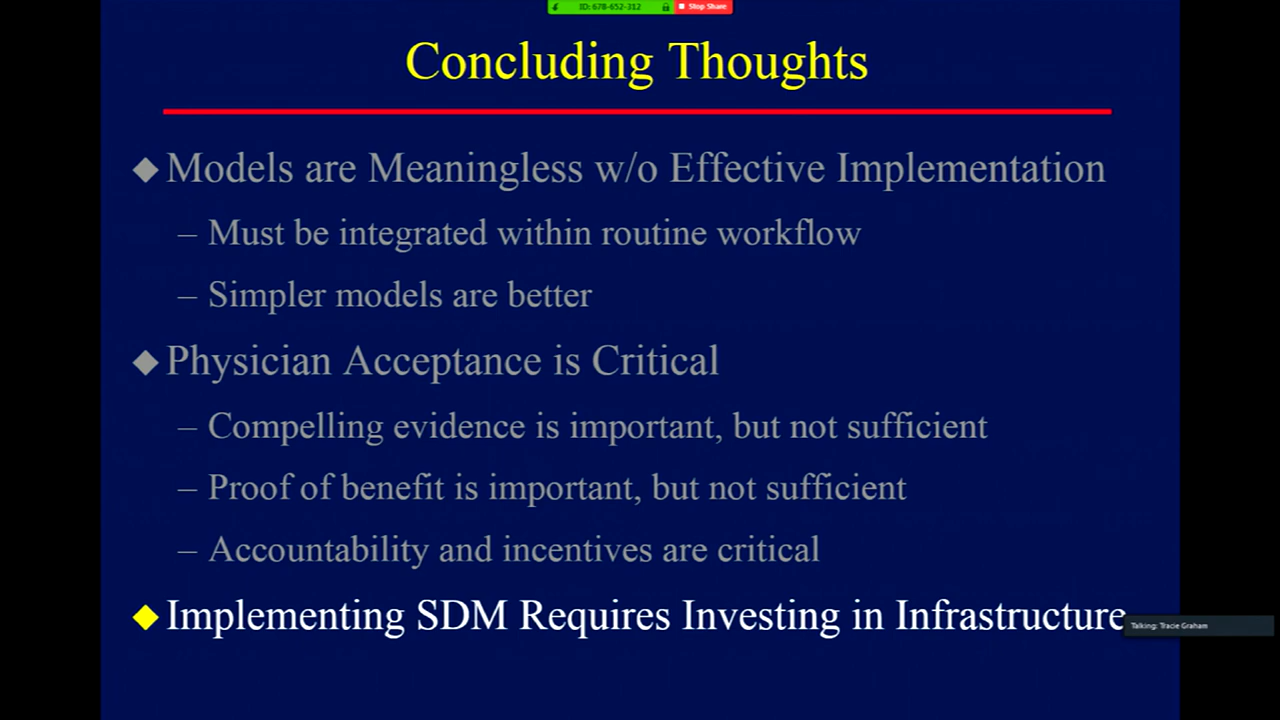 ID: 678-652-312
Stop Share
Concluding Thoughts
Models are Meaningless w/o Effective Implementation
– Must be integrated within routine workflow
– Simpler models are better
Physician Acceptance is Critical
– Compelling evidence is important, but not sufficient
– Proof of benefit is important, but not sufficient
– Accountability and incentives are critical
Implementing SDM Requires Investing in Infrastructure
Talking: Tracie Graham